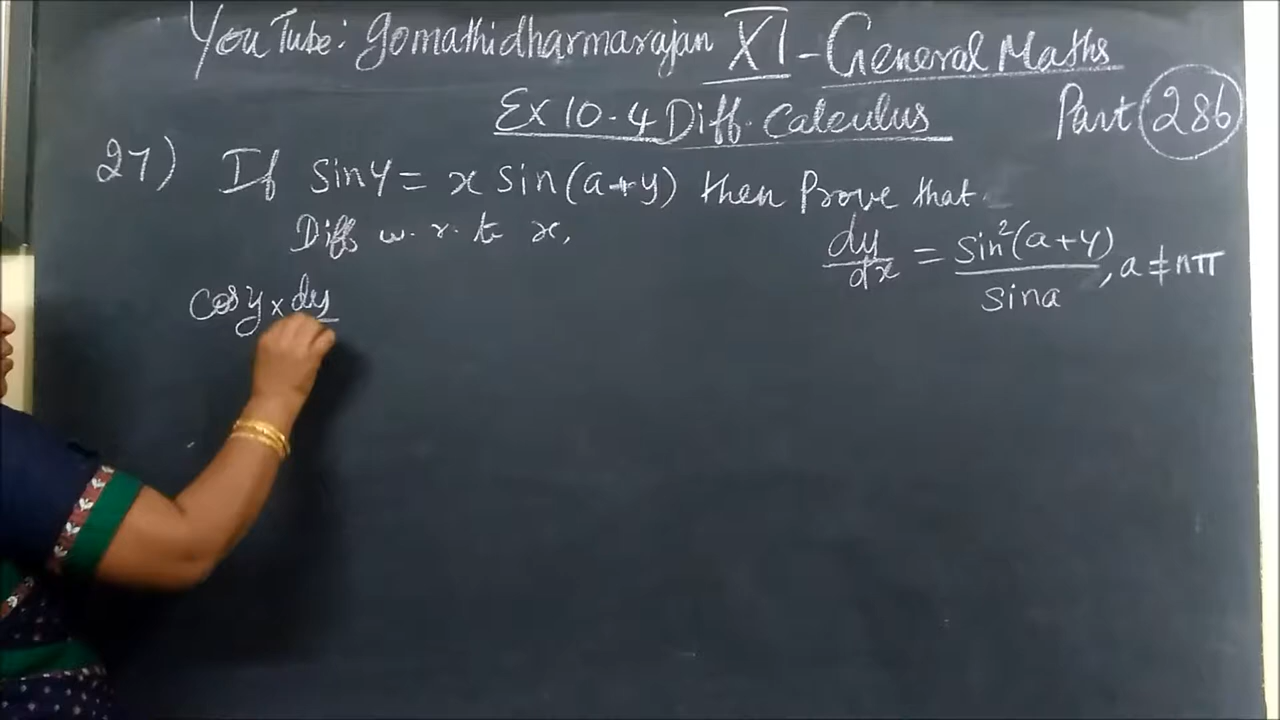 YouTube: gomathidharmarajan XI - General Maths
Ex 10.4 Diff. Calculus Part 286
27) If sin y = x sin(a+y) then Prove that
Diff w.r. to x,
dy/dx = sin²(a+y)/sina, a ≠ nπ
Cos y × dy